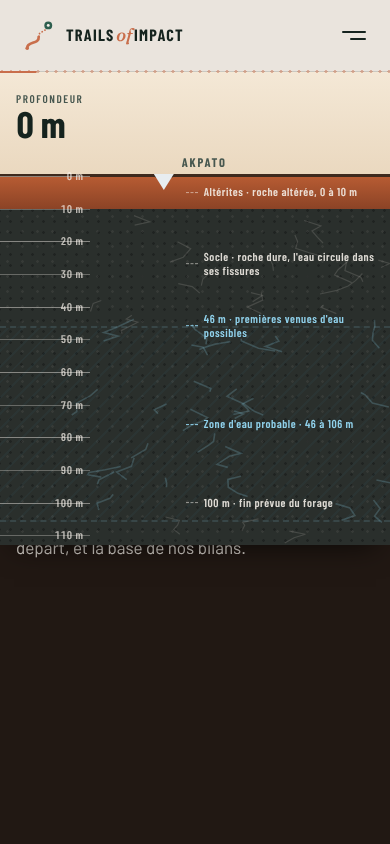 TRAILS of IMPACT
PROFONDEUR
0 m
AKPATO
0 m
Altérites · roche altérée, 0 à 10 m
10 m
20 m
Socle · roche dure, l'eau circule dans
ses fissures
30 m
40 m
46 m · premières venues d'eau
possibles
50 m
60 m
70 m
Zone d'eau probable · 46 à 106 m
80 m
90 m
100 m
100 m · fin prévue du forage
110 m
départ, et la base de nos bilans.